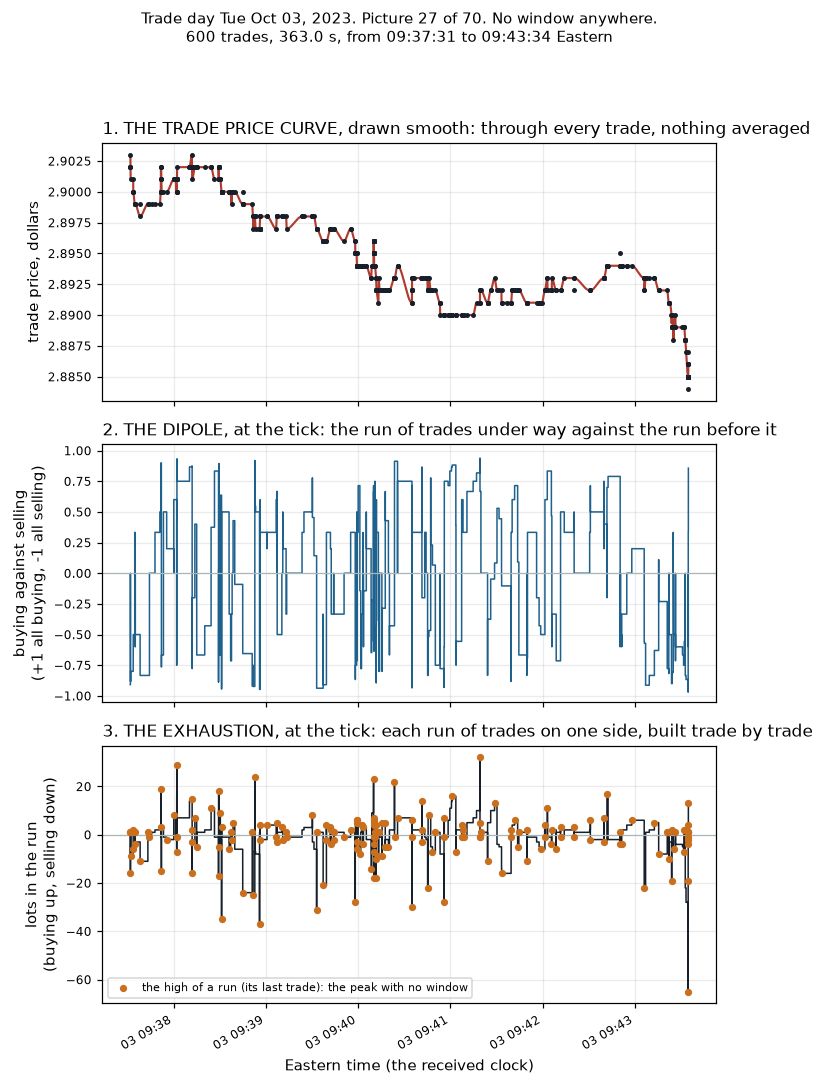 Trade day Tue Oct 03, 2023. Picture 27 of 70. No window anywhere.
600 trades, 363.0 s, from 09:37:31 to 09:43:34 Eastern
1. THE TRADE PRICE CURVE, drawn smooth: through every trade, nothing averaged
trade price, dollars
2.9025
2.9000
2.8975
2.8950
2.8925
2.8900
2.8875
2.8850
2. THE DIPOLE, at the tick: the run of trades under way against the run before it
buying against selling
(+1 all buying, -1 all selling)
1.00
0.75
0.50
0.25
0.00
−0.25
−0.50
−0.75
−1.00
3. THE EXHAUSTION, at the tick: each run of trades on one side, built trade by trade
lots in the run
(buying up, selling down)
20
0
−20
−40
−60
the high of a run (its last trade): the peak with no window
03 09:38
03 09:39
03 09:40
03 09:41
03 09:42
03 09:43
Eastern time (the received clock)